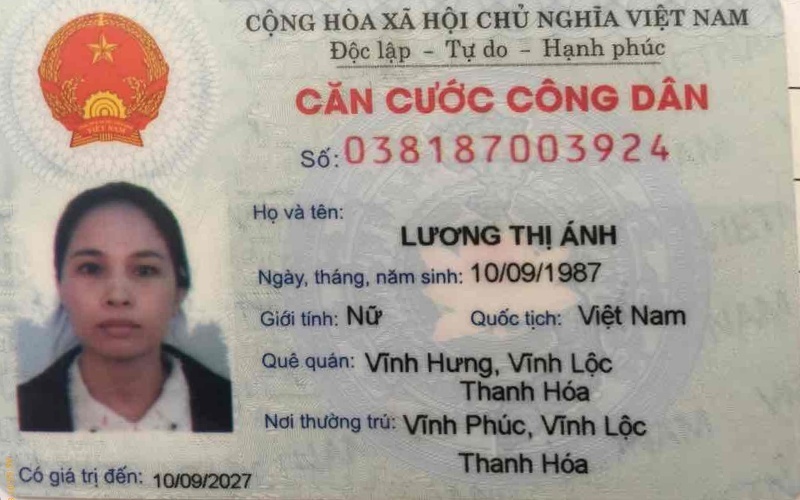 CỘNG HÒA XÃ HỘI CHỦ NGHĨA VIỆT NAM
Độc lập - Tự do - Hạnh phúc
CĂN CƯỚC CÔNG DÂN
Số: 038187003924
Họ và tên:
LƯƠNG THỊ ÁNH
Ngày, tháng, năm sinh: 10/09/1987
Giới tính: Nữ Quốc tịch: Việt Nam
Quê quán: Vĩnh Hưng, Vĩnh Lộc
Thanh Hóa
Nơi thường trú: Vĩnh Phúc, Vĩnh Lộc
Thanh Hóa
Có giá trị đến: 10/09/2027